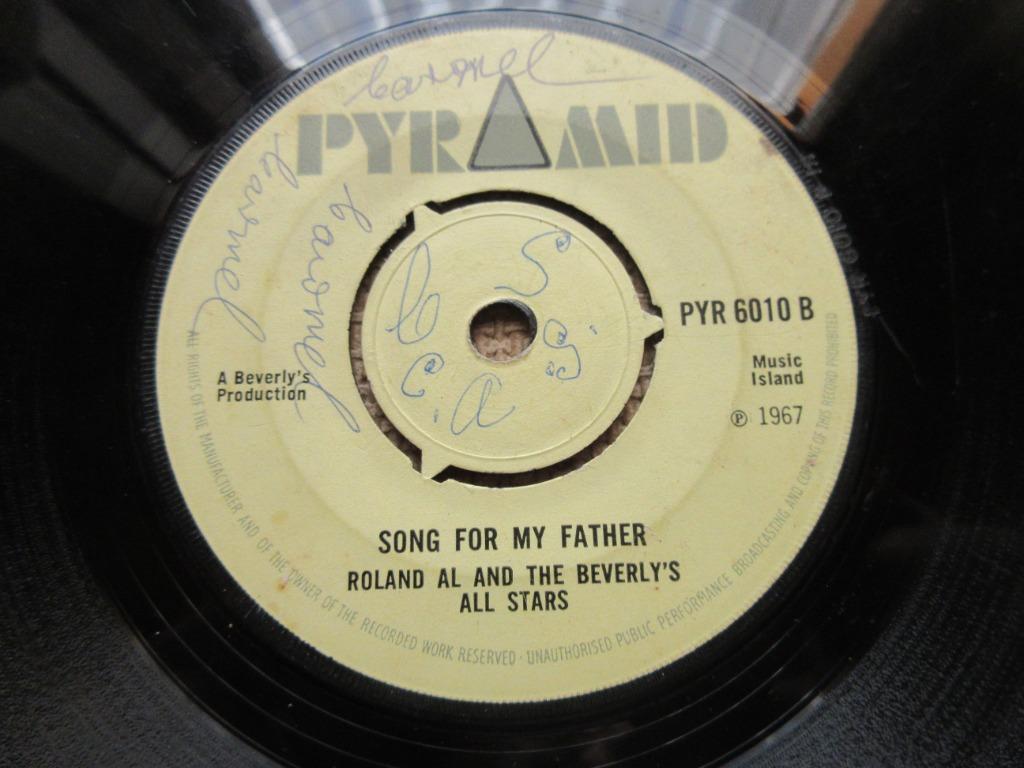 carmel
PYRAMID
carmel
carmel
PYR 6010 B
A Beverly's
Production
Music
Island
Ⓟ 1967
SONG FOR MY FATHER
ROLAND AL AND THE BEVERLY'S
ALL STARS
ALL RIGHTS OF THE MANUFACTURER AND OF THE OWNER OF THE RECORDED WORK RESERVED · UNAUTHORISED PUBLIC PERFORMANCE BROADCASTING AND COPYING OF THIS RECORD PROHIBITED